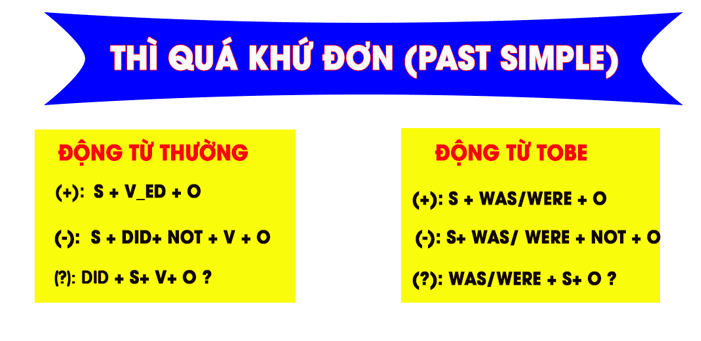 THÌ QUÁ KHỨ ĐƠN (PAST SIMPLE)
ĐỘNG TỪ THƯỜNG
(+): S + V_ED + O
(-): S + DID+ NOT + V + O
(?): DID + S+ V+ O ?
ĐỘNG TỪ TOBE
(+): S + WAS/WERE + O
(-): S+ WAS/ WERE + NOT + O
(?): WAS/WERE + S+ O ?